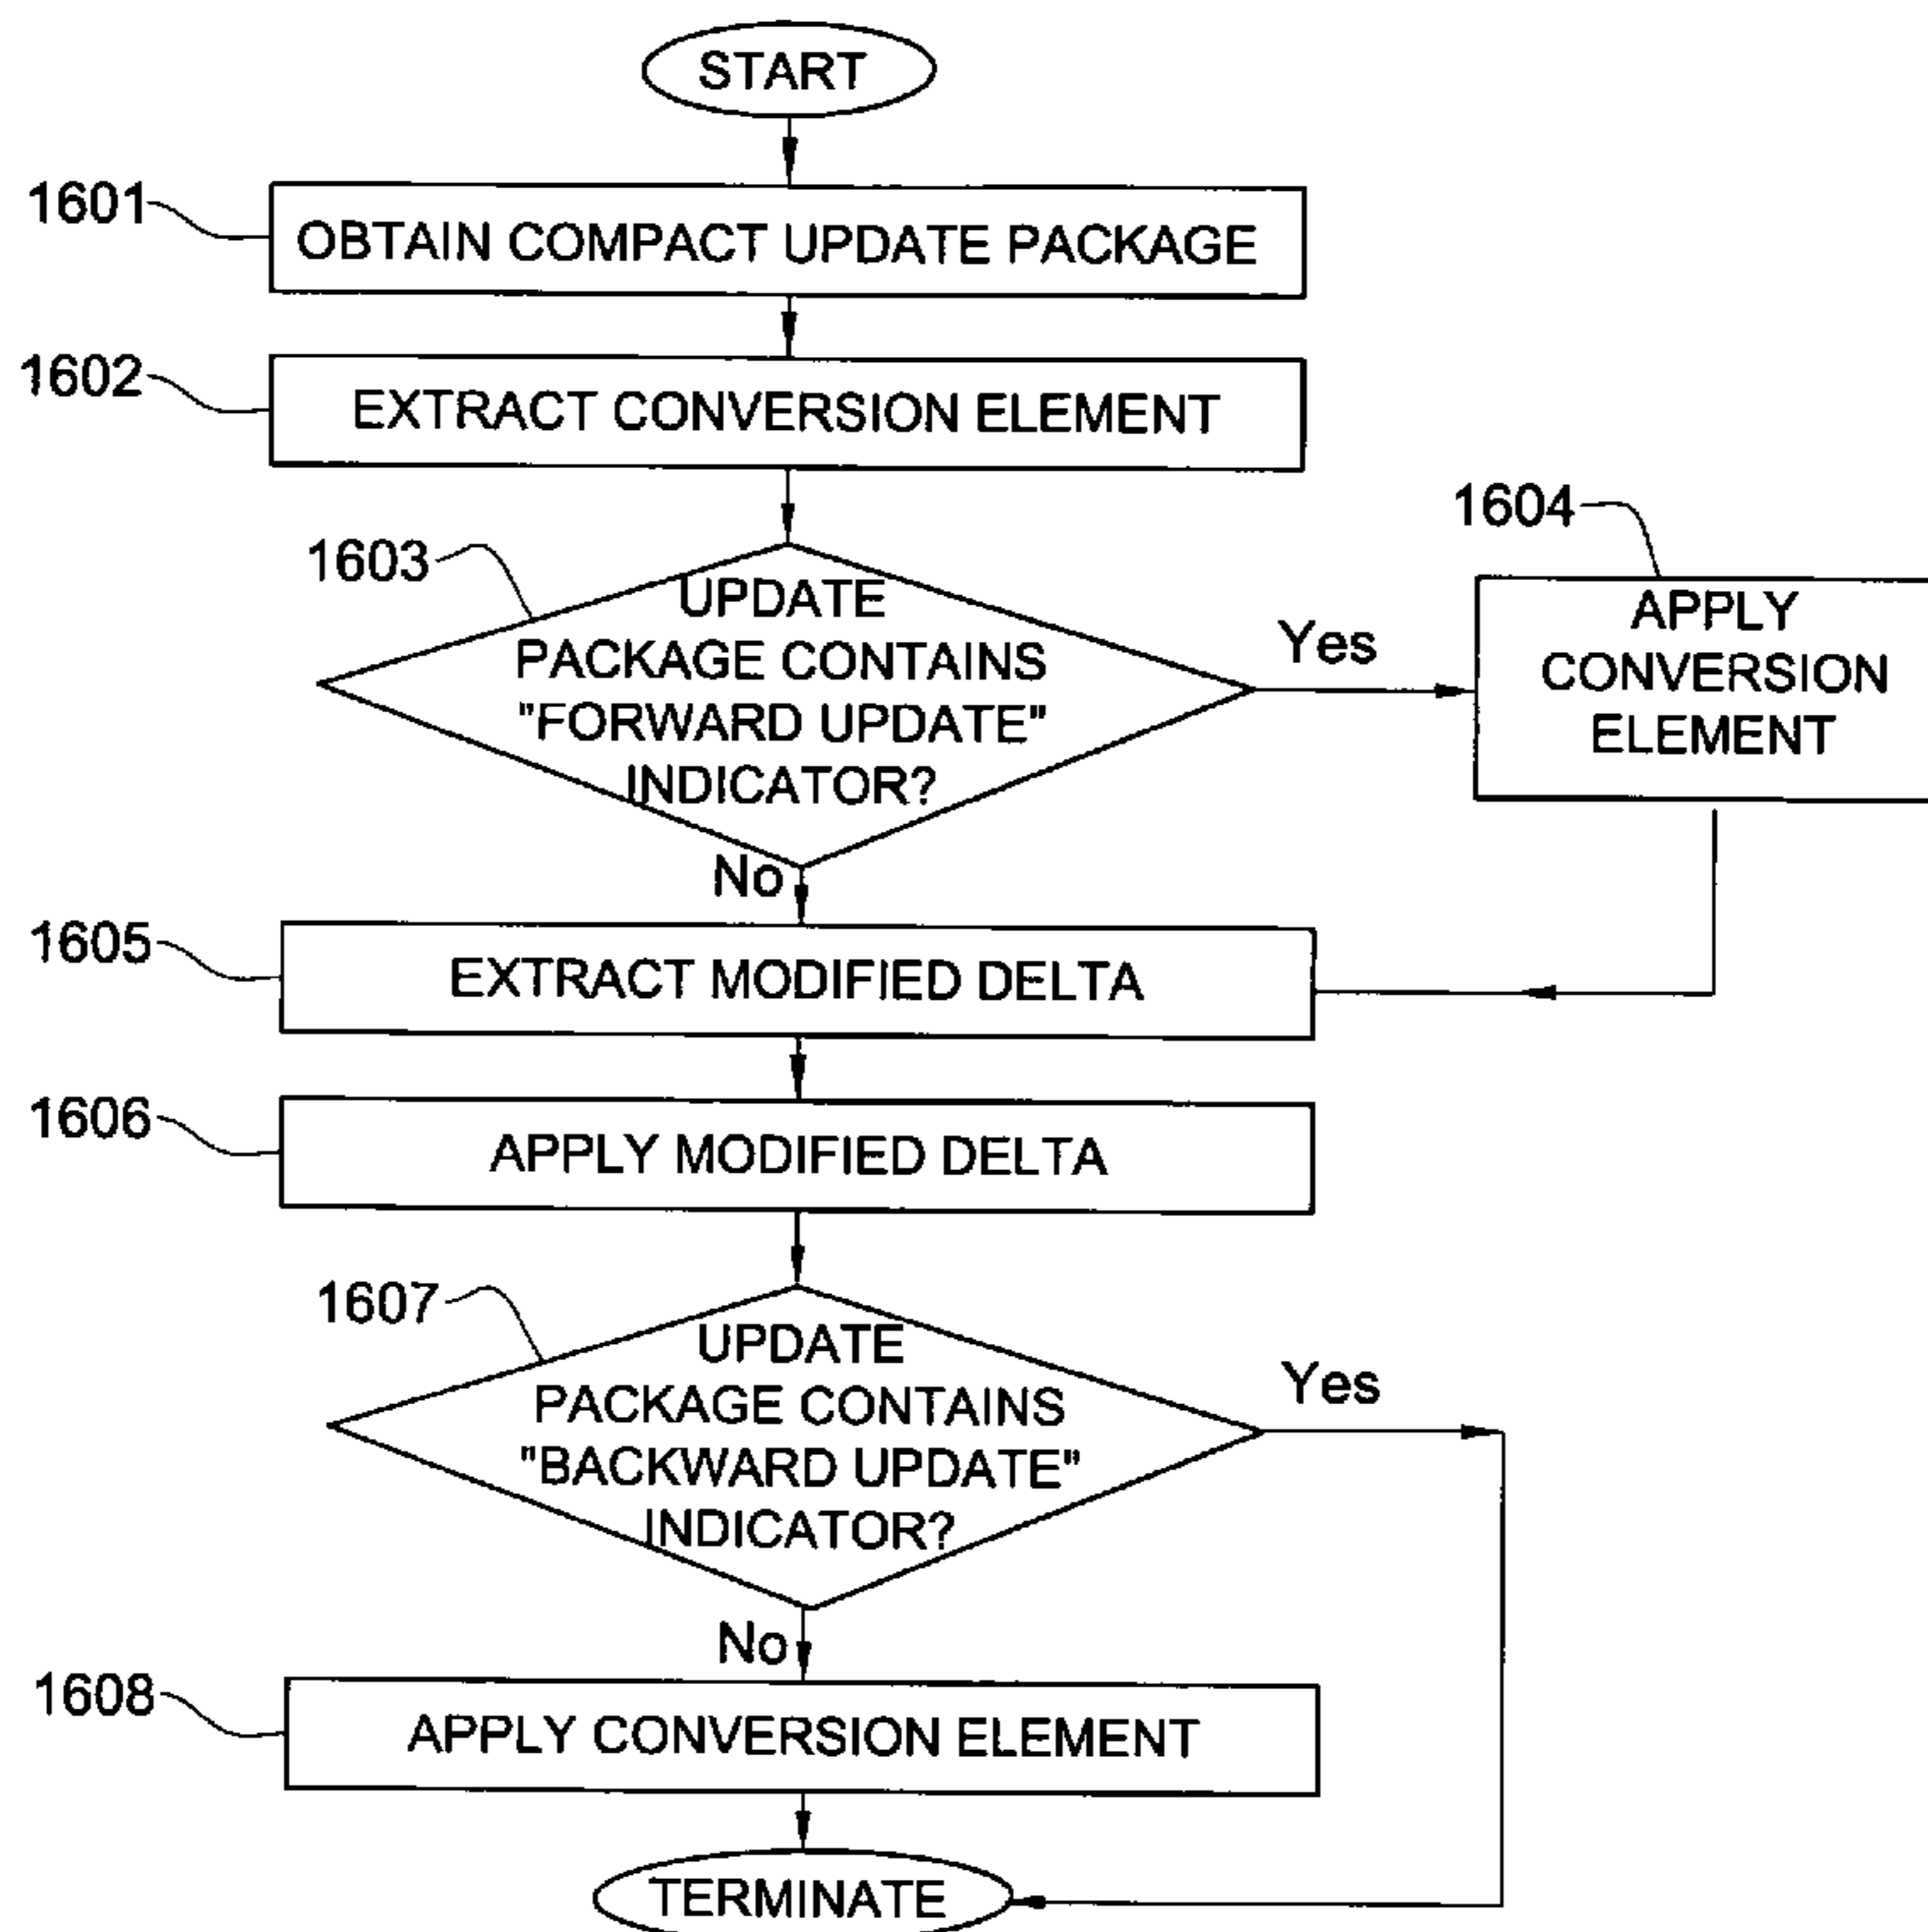 START
1601
OBTAIN COMPACT UPDATE PACKAGE
1602
EXTRACT CONVERSION ELEMENT
1603
UPDATE
PACKAGE CONTAINS
"FORWARD UPDATE"
INDICATOR?
Yes
1604
APPLY
CONVERSION
ELEMENT
No
1605
EXTRACT MODIFIED DELTA
1606
APPLY MODIFIED DELTA
1607
UPDATE
PACKAGE CONTAINS
"BACKWARD UPDATE"
INDICATOR?
Yes
No
1608
APPLY CONVERSION ELEMENT
TERMINATE